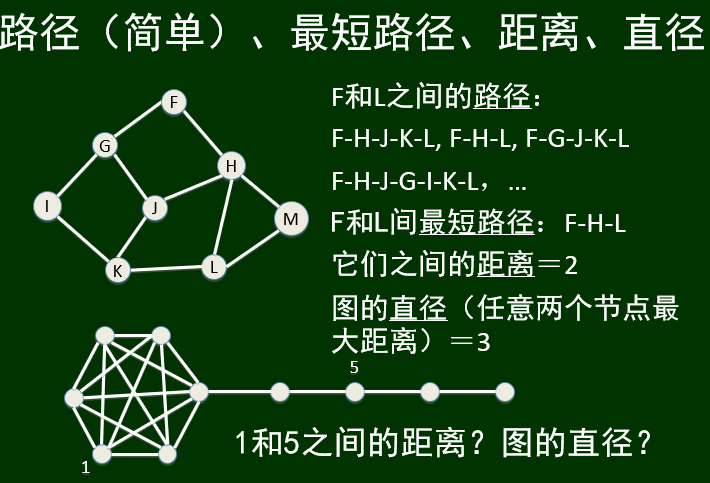 路径（简单）、最短路径、距离、直径
F和L之间的路径：
F-H-J-K-L, F-H-L, F-G-J-K-L
F-H-J-G-I-K-L，…
F和L间最短路径：F-H-L
它们之间的距离＝2
图的直径（任意两个节点最
大距离）＝3
F
G
H
I
J
M
K
L
5
1
1和5之间的距离？图的直径？